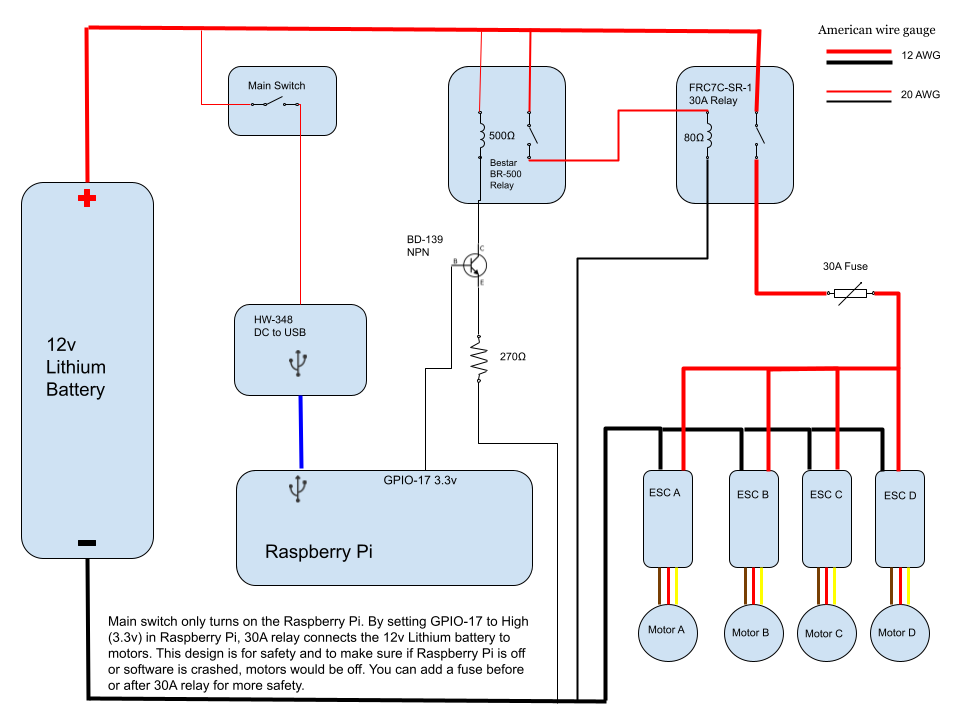 American wire gauge
12 AWG
20 AWG
Main Switch
FRC7C-SR-1
30A Relay
80Ω
500Ω
Bestar
BR-500
Relay
BD-139
NPN
C
B
E
30A Fuse
HW-348
DC to USB
270Ω
12v
Lithium
Battery
GPIO-17 3.3v
Raspberry Pi
ESC A
ESC B
ESC C
ESC D
Motor A
Motor B
Motor C
Motor D
Main switch only turns on the Raspberry Pi. By setting GPIO-17 to High
(3.3v) in Raspberry Pi, 30A relay connects the 12v Lithium battery to
motors. This design is for safety and to make sure if Raspberry Pi is off
or software is crashed, motors would be off. You can add a fuse before
or after 30A relay for more safety.